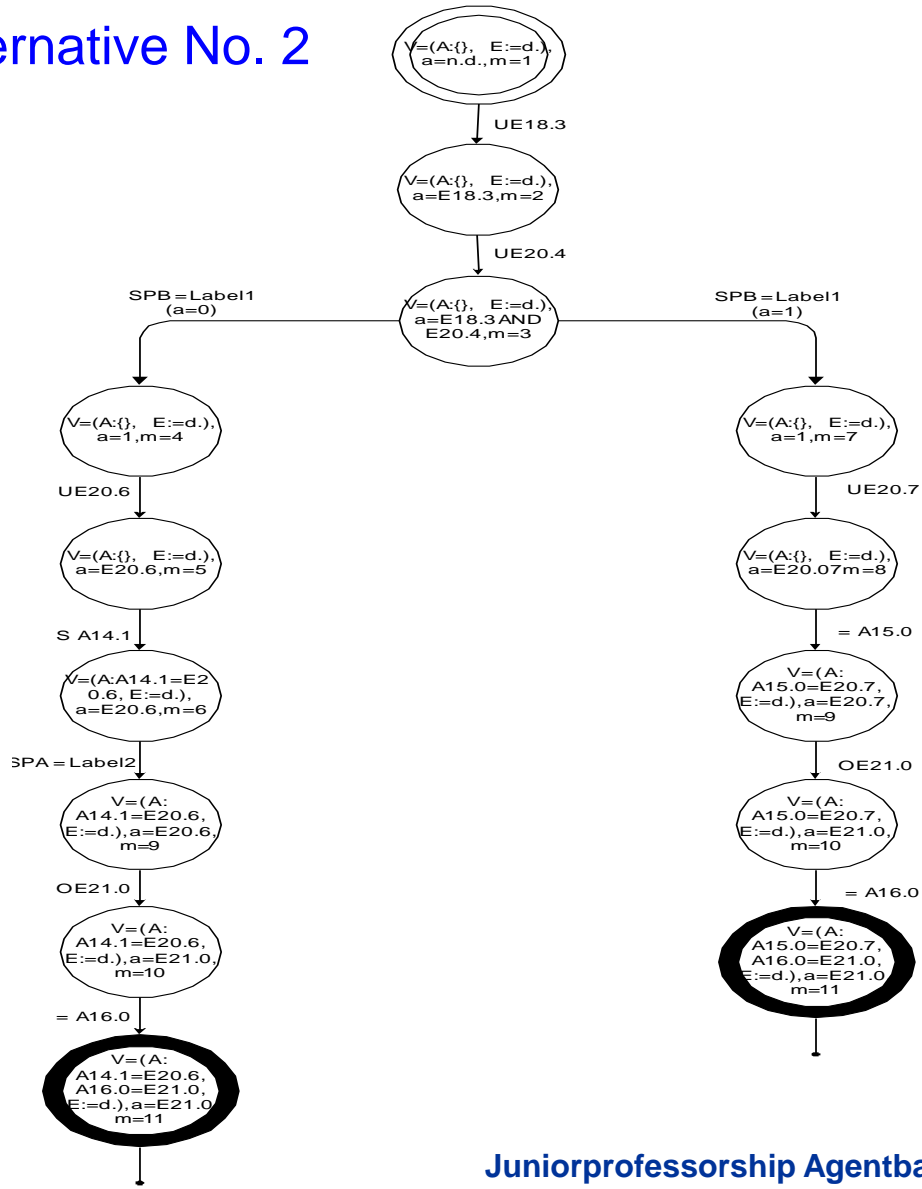 ernative No. 2
V=(A:{}, E:=d.),
a=n.d.,m=1
UE18.3
V=(A:{}, E:=d.),
a=E18.3,m=2
UE20.4
SPB=Label1
(a=0)
V=(A:{}, E:=d.),
a=E18.3AND
E20.4,m=3
SPB=Label1
(a=1)
V=(A:{}, E:=d.),
a=1,m=4
V=(A:{}, E:=d.),
a=1,m=7
UE20.6
UE20.7
V=(A:{}, E:=d.),
a=E20.6,m=5
V=(A:{}, E:=d.),
a=E20.07m=8
S A14.1
= A15.0
V=(A:A14.1=E2
0.6, E:=d.),
a=E20.6,m=6
V=(A:
A15.0=E20.7,
E:=d.),a=E20.7,
m=9
SPA=Label2
OE21.0
V=(A:
A14.1=E20.6,
E:=d.),a=E20.6,
m=9
V=(A:
A15.0=E20.7,
E:=d.),a=E21.0,
m=10
OE21.0
= A16.0
V=(A:
A14.1=E20.6,
E:=d.),a=E21.0,
m=10
V=(A:
A15.0=E20.7,
A16.0=E21.0,
E:=d.),a=E21.0
m=11
= A16.0
V=(A:
A14.1=E20.6,
A16.0=E21.0,
E:=d.),a=E21.0
m=11
Juniorprofessorship Agentba